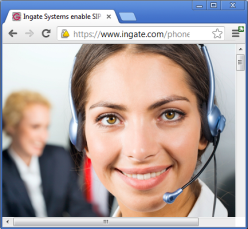 Ingate Systems enable SIP
https://www.ingate.com/phone